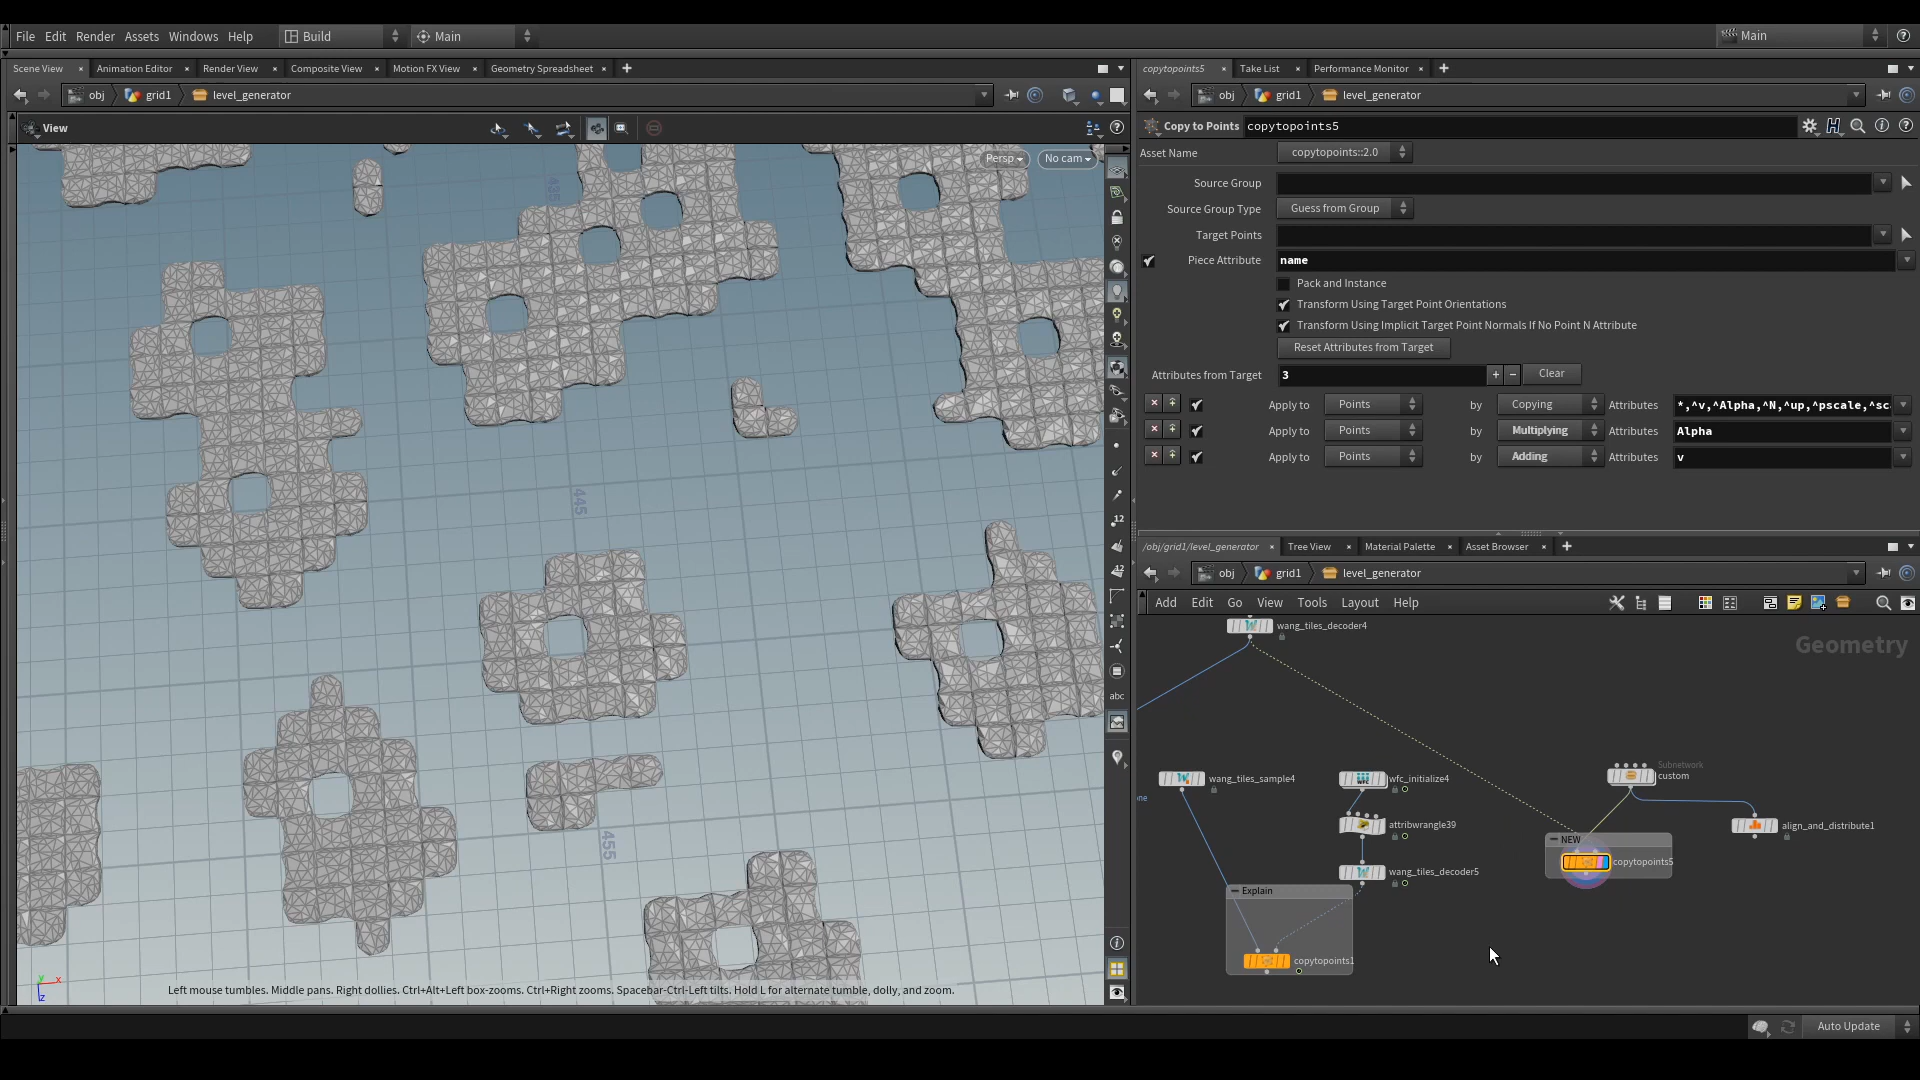 File Edit Render Assets Windows Help Build Main Main
Scene View Animation Editor Render View Composite View Motion FX View Geometry Spreadsheet
obj grid1 level_generator
View
Persp No cam
435
445
455
12
12
abc
y x z
Left mouse tumbles. Middle pans. Right dollies. Ctrl+Alt+Left box-zooms. Ctrl+Right zooms. Spacebar-Ctrl-Left tilts. Hold L for alternate tumble, dolly, and zoom.
copytopoints5 Take List Performance Monitor
obj grid1 level_generator
Copy to Points copytopoints5
Asset Name copytopoints::2.0
Source Group
Source Group Type Guess from Group
Target Points
Piece Attribute name
Pack and Instance
Transform Using Target Point Orientations
Transform Using Implicit Target Point Normals If No Point N Attribute
Reset Attributes from Target
Attributes from Target 3 + − Clear
Apply to Points by Copying Attributes *,^v,^Alpha,^N,^up,^pscale,^sc
Apply to Points by Multiplying Attributes Alpha
Apply to Points by Adding Attributes v
/obj/grid1/level_generator Tree View Material Palette Asset Browser
obj grid1 level_generator
Add Edit Go View Tools Layout Help
wang_tiles_decoder4
Geometry
Subnetwork
custom
wang_tiles_sample4 wfc_initialize4
ne
attribwrangle39 align_and_distribute1
NEW
copytopoints5
wang_tiles_decoder5
Explain
copytopoints1
Auto Update